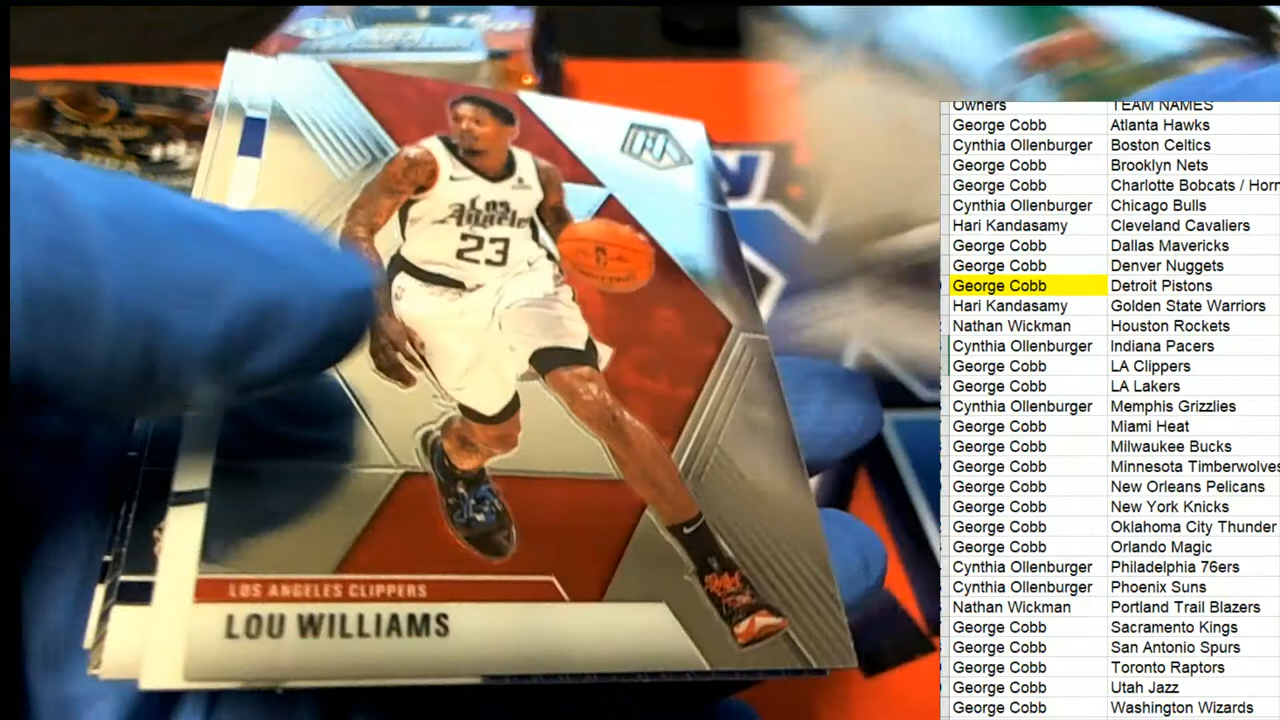 Los
Angeles
23
LOS ANGELES CLIPPERS
LOU WILLIAMS
Owners TEAM NAMES
George Cobb Atlanta Hawks
Cynthia Ollenburger Boston Celtics
George Cobb Brooklyn Nets
George Cobb Charlotte Bobcats / Horn
Cynthia Ollenburger Chicago Bulls
Hari Kandasamy Cleveland Cavaliers
George Cobb Dallas Mavericks
George Cobb Denver Nuggets
George Cobb Detroit Pistons
Hari Kandasamy Golden State Warriors
Nathan Wickman Houston Rockets
Cynthia Ollenburger Indiana Pacers
George Cobb LA Clippers
George Cobb LA Lakers
Cynthia Ollenburger Memphis Grizzlies
George Cobb Miami Heat
George Cobb Milwaukee Bucks
George Cobb Minnesota Timberwolves
George Cobb New Orleans Pelicans
George Cobb New York Knicks
George Cobb Oklahoma City Thunder
George Cobb Orlando Magic
Cynthia Ollenburger Philadelphia 76ers
Cynthia Ollenburger Phoenix Suns
Nathan Wickman Portland Trail Blazers
George Cobb Sacramento Kings
George Cobb San Antonio Spurs
George Cobb Toronto Raptors
George Cobb Utah Jazz
George Cobb Washington Wizards